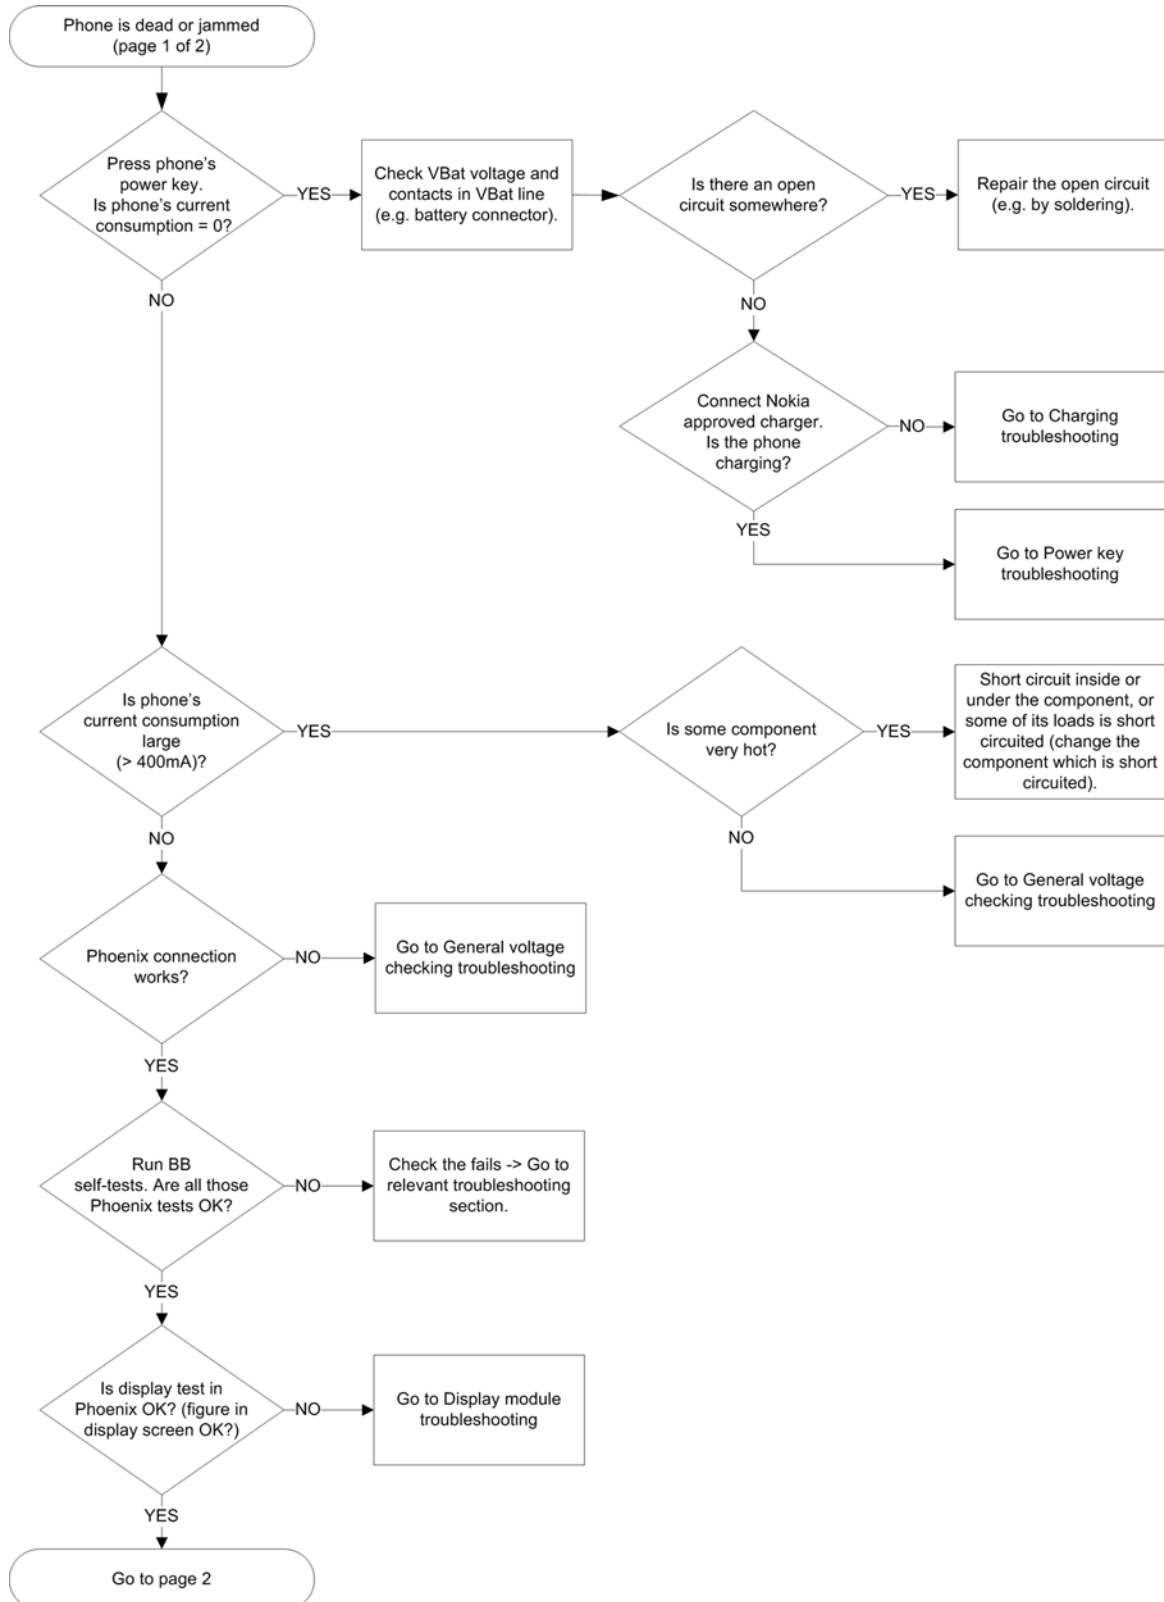 Phone is dead or jammed
(page 1 of 2)
Press phone's
power key.
Is phone's current
consumption = 0?
YES
Check VBat voltage and
contacts in VBat line
(e.g. battery connector).
Is there an open
circuit somewhere?
YES
Repair the open circuit
(e.g. by soldering).
NO
NO
Connect Nokia
approved charger.
Is the phone
charging?
NO
Go to Charging
troubleshooting
YES
Go to Power key
troubleshooting
Is phone's
current consumption
large
(> 400mA)?
YES
Is some component
very hot?
YES
Short circuit inside or
under the component, or
some of its loads is short
circuited (change the
component which is short
circuited).
NO
NO
Go to General voltage
checking troubleshooting
Phoenix connection
works?
NO
Go to General voltage
checking troubleshooting
YES
Run BB
self-tests. Are all those
Phoenix tests OK?
NO
Check the fails -> Go to
relevant troubleshooting
section.
YES
Is display test in
Phoenix OK? (figure in
display screen OK?)
NO
Go to Display module
troubleshooting
YES
Go to page 2